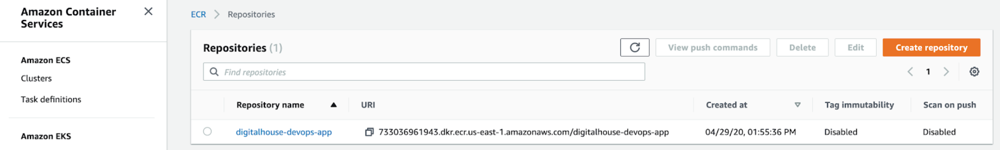 Amazon Container
Services
Amazon ECS
Clusters
Task definitions
Amazon EKS
ECR > Repositories
Repositories (1)
View push commands
Delete
Edit
Create repository
Find repositories
1
Repository name
URI
Created at
Tag immutability
Scan on push
digitalhouse-devops-app
733036961943.dkr.ecr.us-east-1.amazonaws.com/digitalhouse-devops-app
04/29/20, 01:55:36 PM
Disabled
Disabled